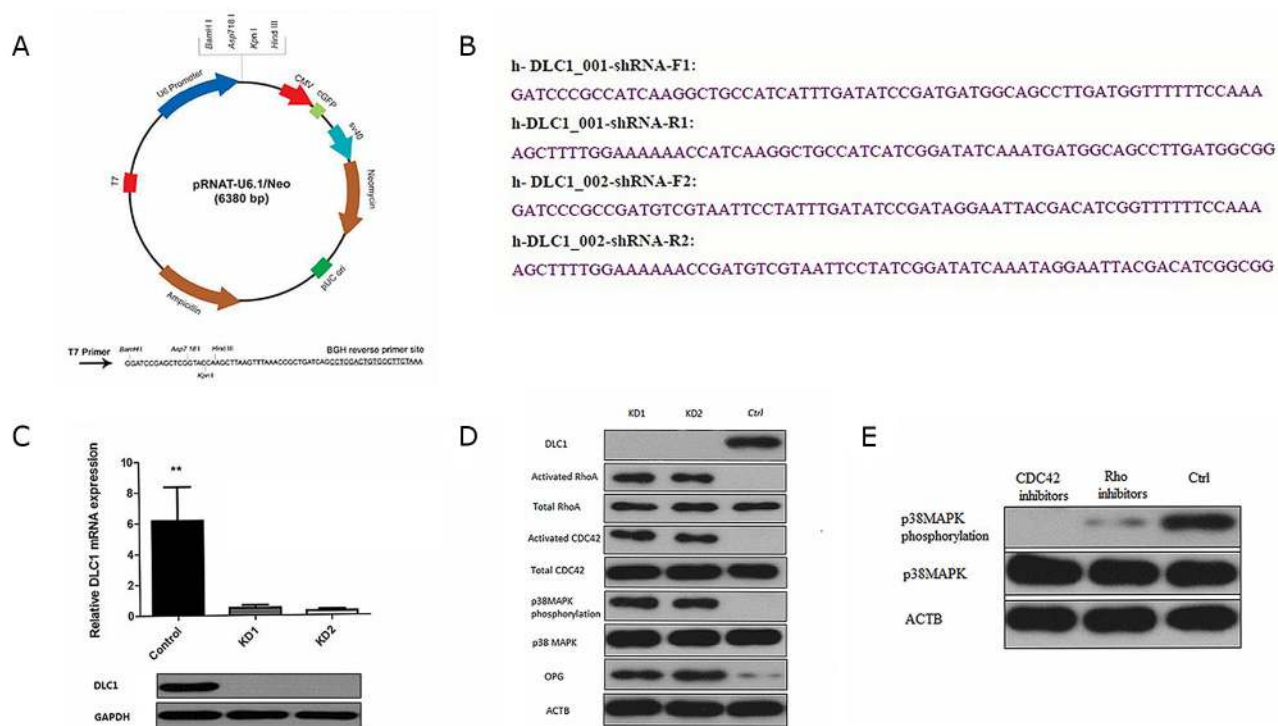 A
BamH I
Asp718 I
Kpn I
Hind III
U6.Promoter
CMV
cGFP
sv40
Neomycin
pUC ori
Ampicillin
T7
pRNAT-U6.1/Neo
(6380 bp)
T7 Primer
BamH I
Asp7 18 I
Hind III
BGH reverse primer site
GGATCCGAGCTCGGTACCAAGCTTAAGTTTAAACCGCTGATCAGCCTCGACTGTGCCTTCTAAA
Kpn I
B
h- DLC1_001-shRNA-F1:
GATCCCGCCATCAAGGCTGCCATCATTTGATATCCGATGATGGCAGCCTTGATGGTTTTTTCCAAA
h-DLC1_001-shRNA-R1:
AGCTTTTGGAAAAAACCATCAAGGCTGCCATCATCGGATATCAAATGATGGCAGCCTTGATGGCGG
h- DLC1_002-shRNA-F2:
GATCCCGCCGATGTCGTAATTCCTATTTGATATCCGATAGGAATTACGACATCGGTTTTTTCCAAA
h-DLC1_002-shRNA-R2:
AGCTTTTGGAAAAAACCGATGTCGTAATTCCTATCGGATATCAAATAGGAATTACGACATCGGCGG
C
Relative DLC1 mRNA expression
10
8
6
4
2
0
**
Control
KD1
KD2
DLC1
GAPDH
D
KD1 KD2 Ctrl
DLC1
Activated RhoA
Total RhoA
Activated CDC42
Total CDC42
p38MAPK
phosphorylation
p38 MAPK
OPG
ACTB
E
CDC42
inhibitors
Rho
inhibitors
Ctrl
p38MAPK
phosphorylation
p38MAPK
ACTB